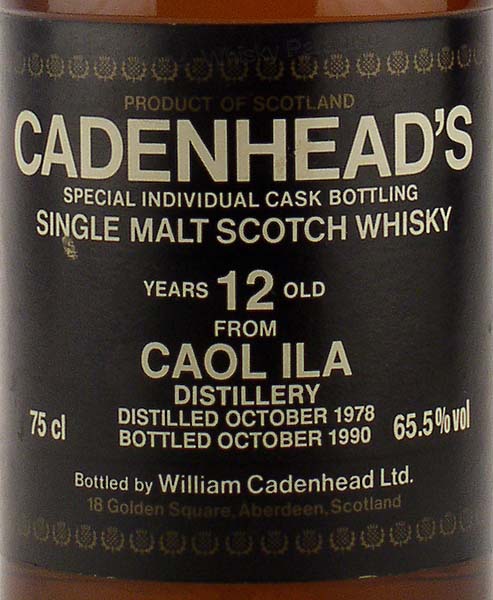 PRODUCT OF SCOTLAND
CADENHEAD'S
SPECIAL INDIVIDUAL CASK BOTTLING
SINGLE MALT SCOTCH WHISKY
YEARS 12 OLD
FROM
CAOL ILA
DISTILLERY
75 cl DISTILLED OCTOBER 1978 65.5% vol
BOTTLED OCTOBER 1990
Bottled by William Cadenhead Ltd.
18 Golden Square, Aberdeen, Scotland